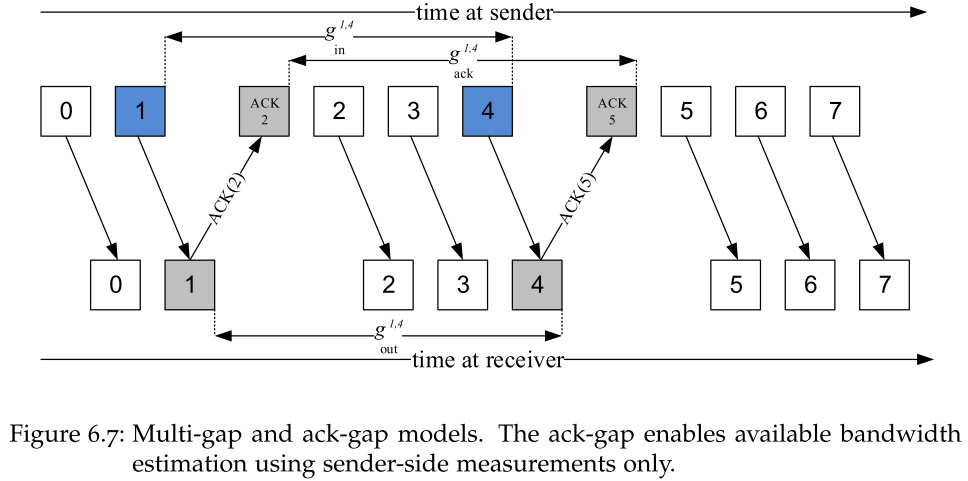 time at sender
g 1,4 in
g 1,4 ack
0 1 ACK 2 2 3 4 ACK 5 5 6 7
ACK(2) ACK(5)
0 1 2 3 4 5 6 7
g 1,4 out
time at receiver
Figure 6.7: Multi-gap and ack-gap models. The ack-gap enables available bandwidth
estimation using sender-side measurements only.